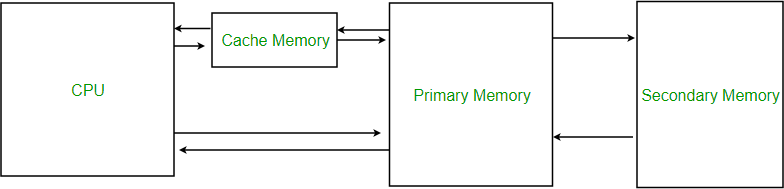 CPU
Cache Memory
Primary Memory
Secondary Memory